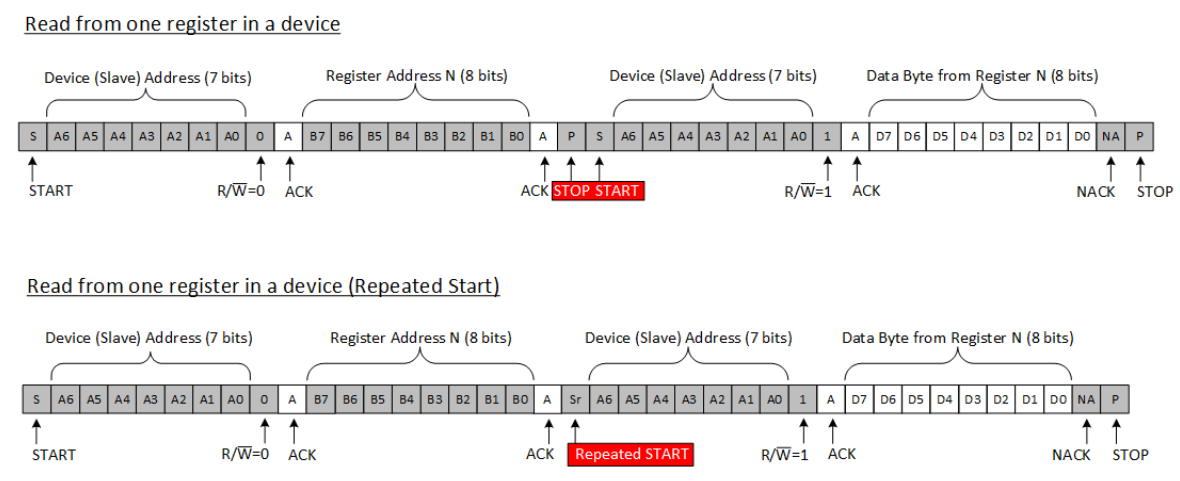 Read from one register in a device
Device (Slave) Address (7 bits) Register Address N (8 bits) Device (Slave) Address (7 bits) Data Byte from Register N (8 bits)
S A6 A5 A4 A3 A2 A1 A0 0 A B7 B6 B5 B4 B3 B2 B1 B0 A P S A6 A5 A4 A3 A2 A1 A0 1 A D7 D6 D5 D4 D3 D2 D1 D0 NA P
START R/W̅=0 ACK ACK STOP START R/W̅=1 ACK NACK STOP
Read from one register in a device (Repeated Start)
Device (Slave) Address (7 bits) Register Address N (8 bits) Device (Slave) Address (7 bits) Data Byte from Register N (8 bits)
S A6 A5 A4 A3 A2 A1 A0 0 A B7 B6 B5 B4 B3 B2 B1 B0 A Sr A6 A5 A4 A3 A2 A1 A0 1 A D7 D6 D5 D4 D3 D2 D1 D0 NA P
START R/W̅=0 ACK ACK Repeated START R/W̅=1 ACK NACK STOP